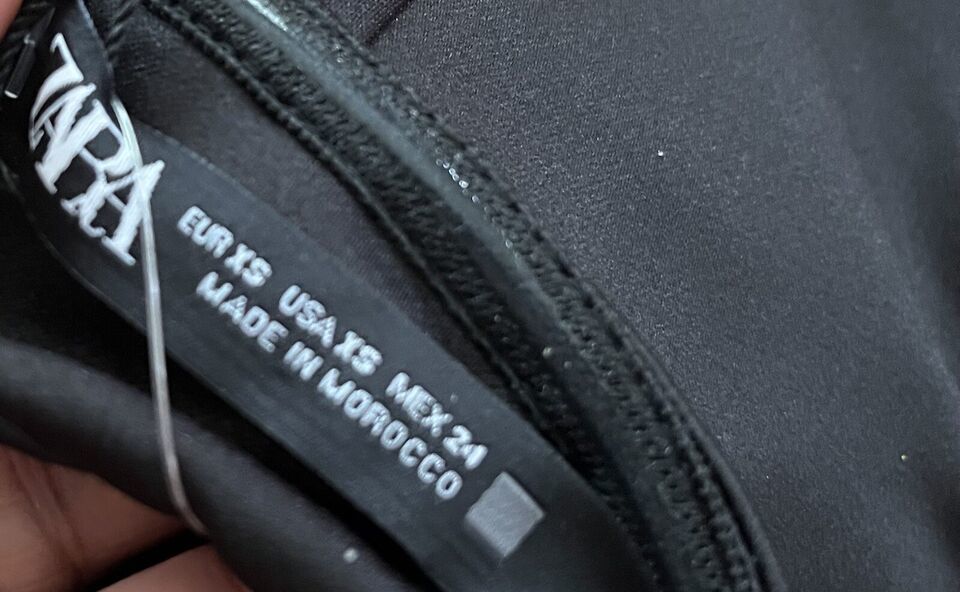 ZARA
EUR XS USA XS MEX 24
MADE IN MOROCCO